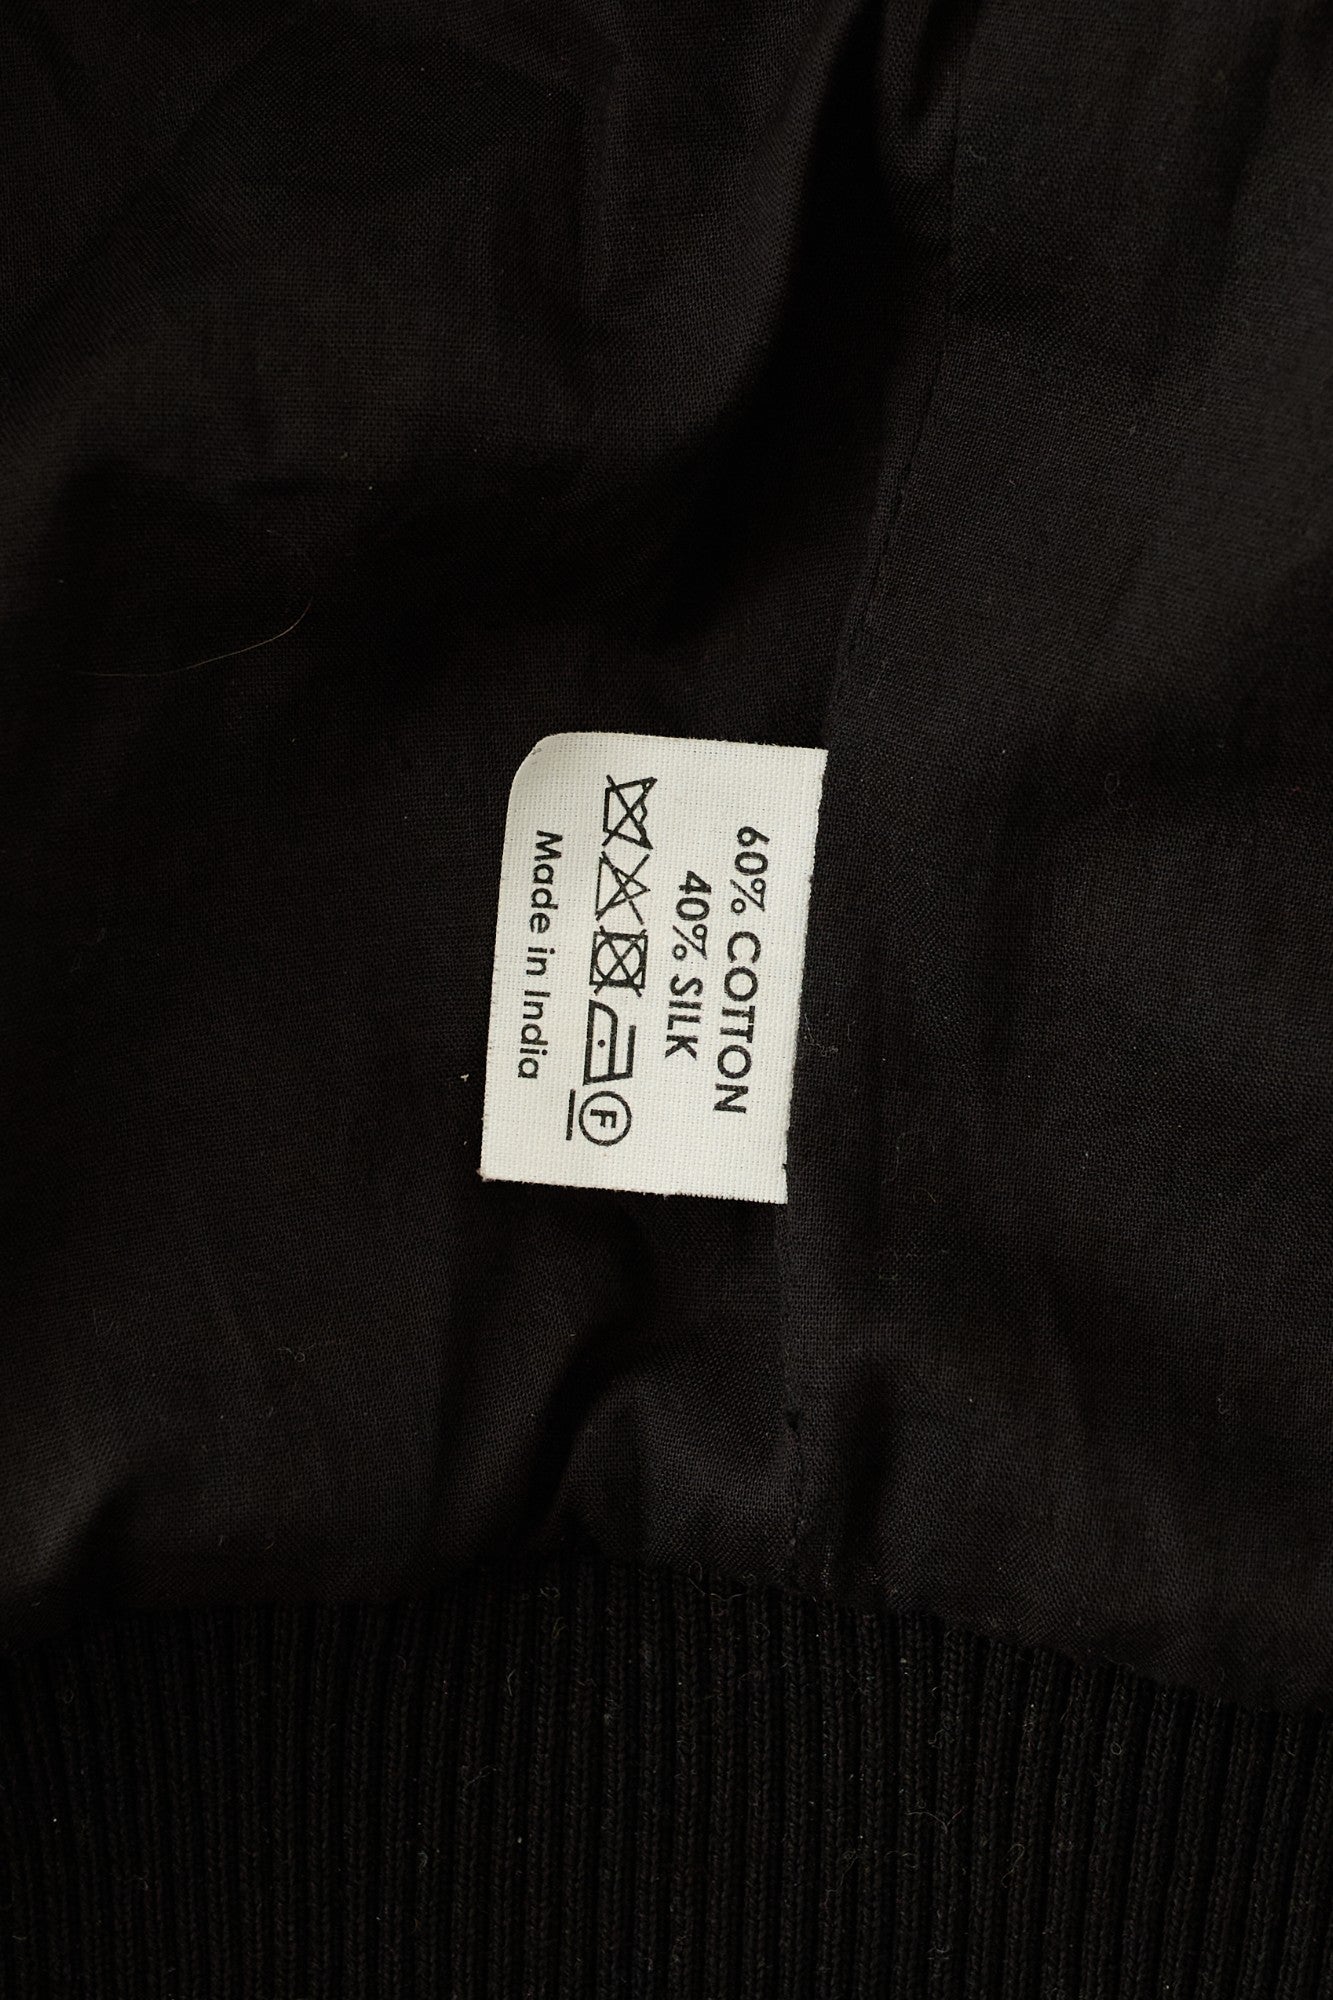 60% COTTON
40% SILK
F
Made in India